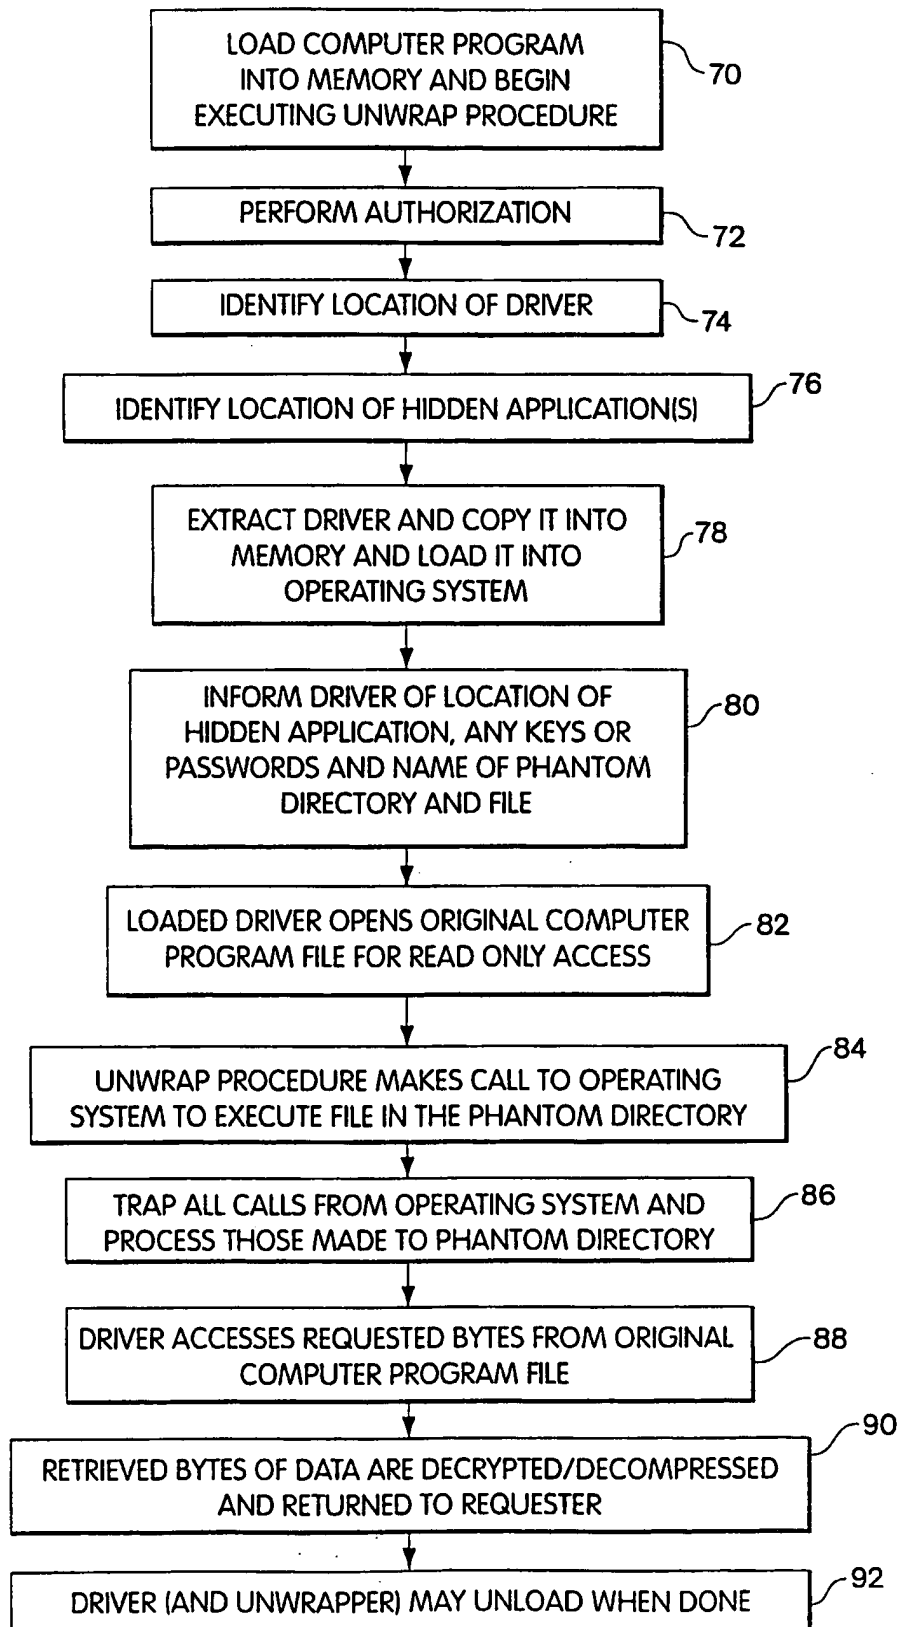 LOAD COMPUTER PROGRAM
INTO MEMORY AND BEGIN
EXECUTING UNWRAP PROCEDURE
70
PERFORM AUTHORIZATION
72
IDENTIFY LOCATION OF DRIVER
74
76
IDENTIFY LOCATION OF HIDDEN APPLICATION(S)
EXTRACT DRIVER AND COPY IT INTO
MEMORY AND LOAD IT INTO
OPERATING SYSTEM
78
INFORM DRIVER OF LOCATION OF
HIDDEN APPLICATION, ANY KEYS OR
PASSWORDS AND NAME OF PHANTOM
DIRECTORY AND FILE
80
LOADED DRIVER OPENS ORIGINAL COMPUTER
PROGRAM FILE FOR READ ONLY ACCESS
82
84
UNWRAP PROCEDURE MAKES CALL TO OPERATING
SYSTEM TO EXECUTE FILE IN THE PHANTOM DIRECTORY
86
TRAP ALL CALLS FROM OPERATING SYSTEM AND
PROCESS THOSE MADE TO PHANTOM DIRECTORY
DRIVER ACCESSES REQUESTED BYTES FROM ORIGINAL
COMPUTER PROGRAM FILE
88
90
RETRIEVED BYTES OF DATA ARE DECRYPTED/DECOMPRESSED
AND RETURNED TO REQUESTER
92
DRIVER (AND UNWRAPPER) MAY UNLOAD WHEN DONE